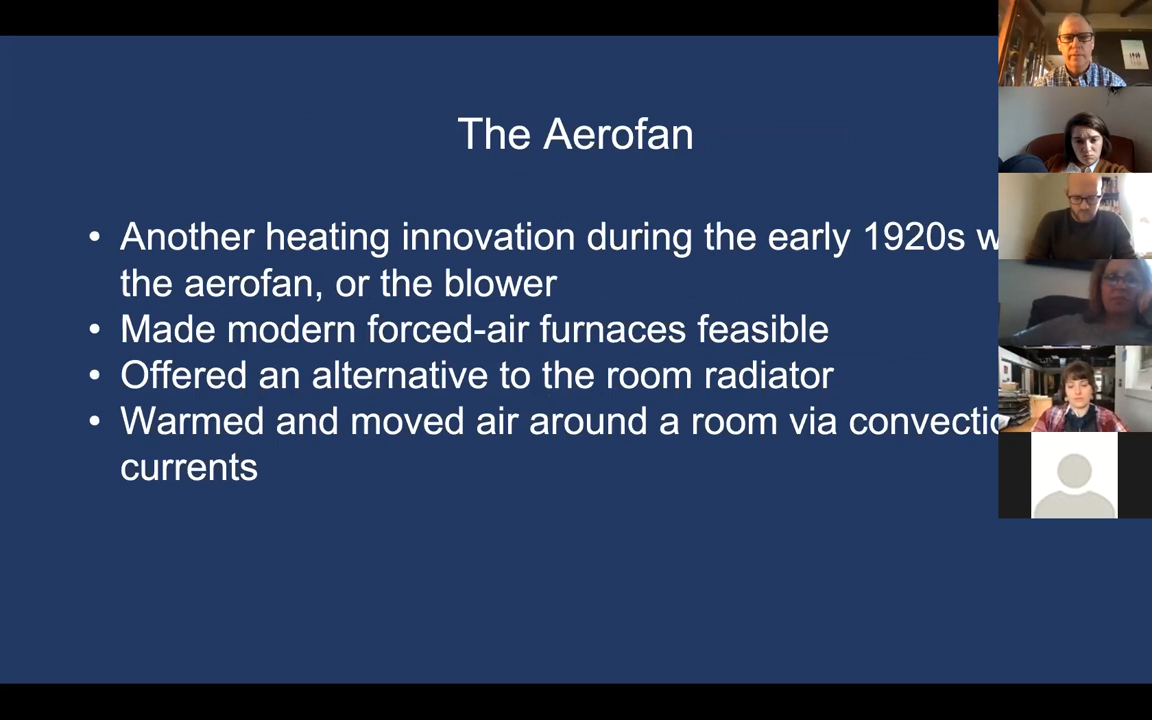 The Aerofan
• Another heating innovation during the early 1920s
the aerofan, or the blower
• Made modern forced-air furnaces feasible
• Offered an alternative to the room radiator
• Warmed and moved air around a room via
currents